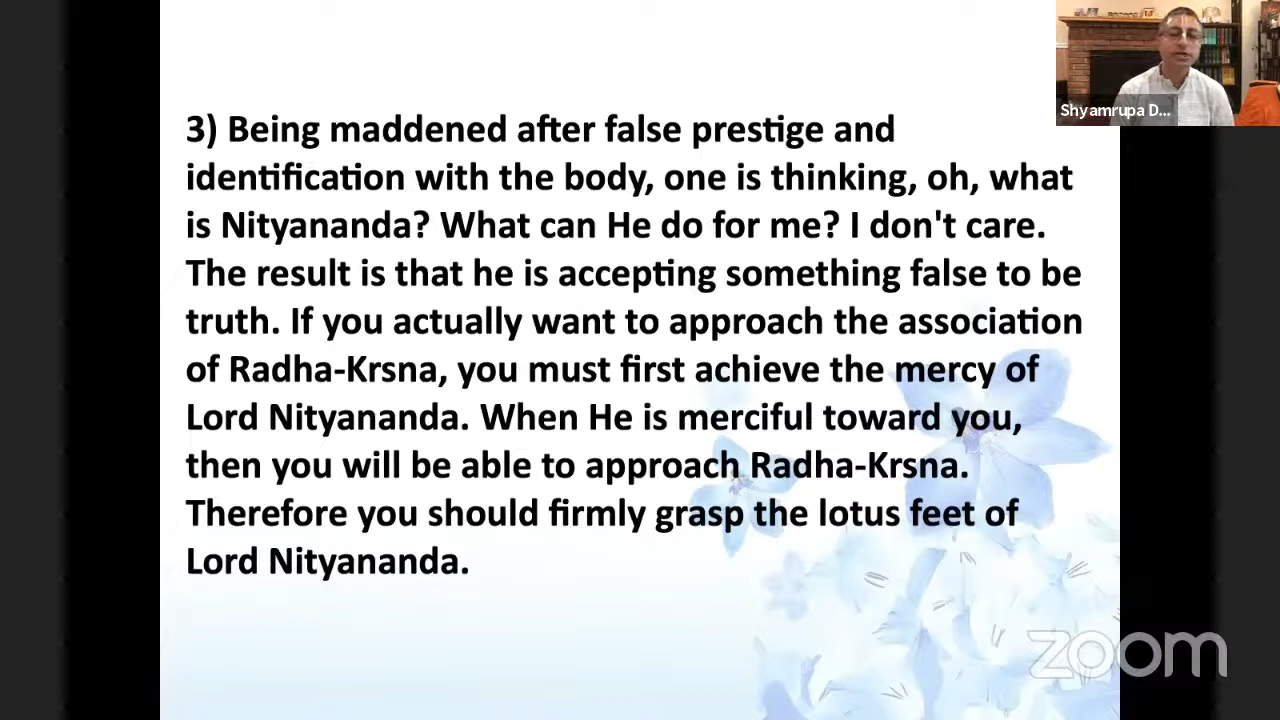 Shyamrupa D...
3) Being maddened after false prestige and
identification with the body, one is thinking, oh, what
is Nityananda? What can He do for me? I don't care.
The result is that he is accepting something false to be
truth. If you actually want to approach the association
of Radha-Krsna, you must first achieve the mercy of
Lord Nityananda. When He is merciful toward you,
then you will be able to approach Radha-Krsna.
Therefore you should firmly grasp the lotus feet of
Lord Nityananda.
zoom